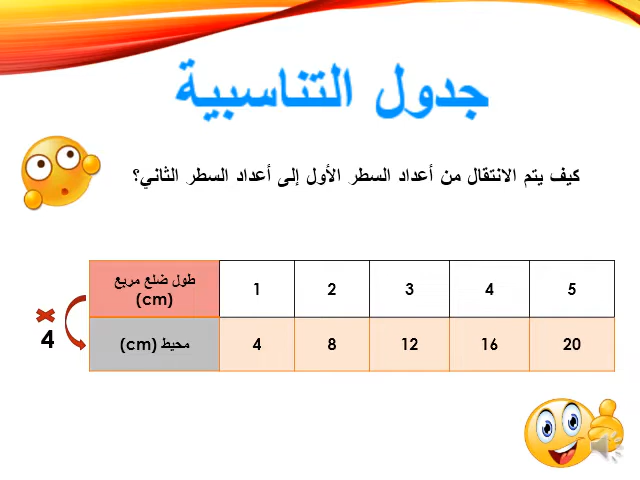 جدول التناسبية
كيف يتم الانتقال من أعداد السطر الأول إلى أعداد السطر الثاني؟
طول ضلع مربع
(cm)
1 2 3 4 5
×
4
محيط (cm)
4 8 12 16 20